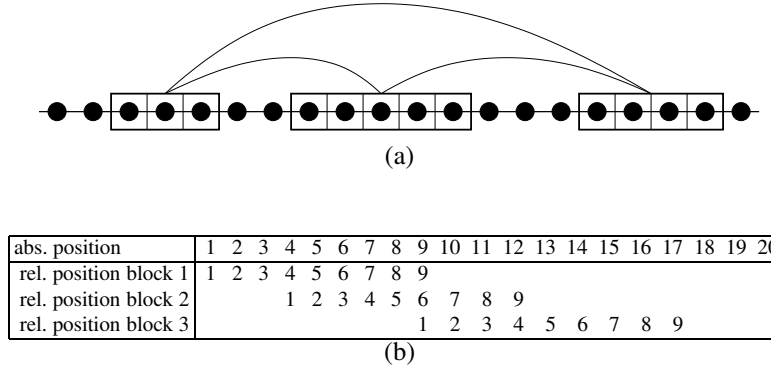 (a)
abs. position 1 2 3 4 5 6 7 8 9 10 11 12 13 14 15 16 17 18 19 20
rel. position block 1 1 2 3 4 5 6 7 8 9
rel. position block 2 1 2 3 4 5 6 7 8 9
rel. position block 3 1 2 3 4 5 6 7 8 9
(b)